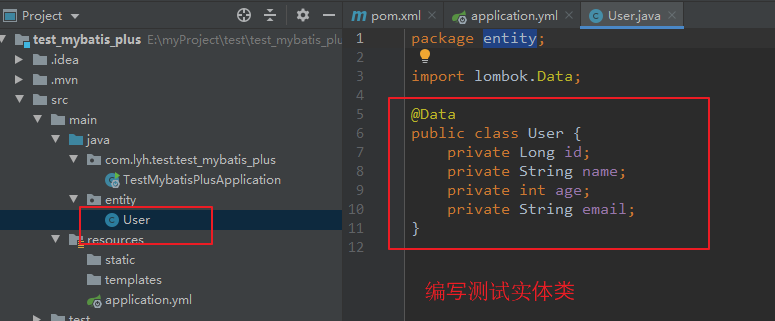 Project
pom.xml
application.yml
User.java
test_mybatis_plus E:\myProject\test\test_mybatis_plu
.idea
.mvn
src
main
java
com.lyh.test.test_mybatis_plus
TestMybatisPlusApplication
entity
User
resources
static
templates
application.yml
test
1 package entity;
2
3 import lombok.Data;
4
5 @Data
6 public class User {
7 private Long id;
8 private String name;
9 private int age;
10 private String email;
11 }
12
编写测试实体类